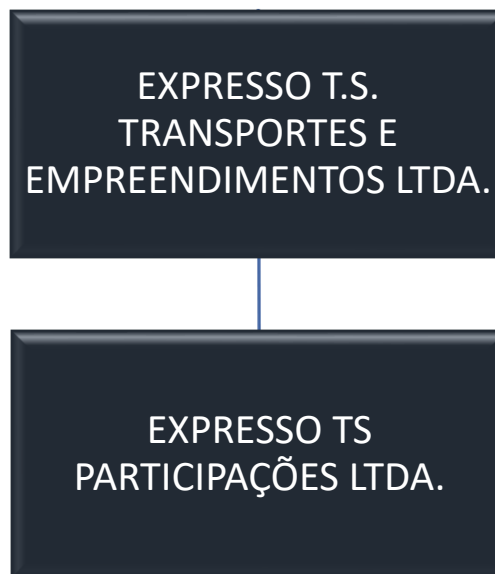 EXPRESSO T.S.
TRANSPORTES E
EMPREENDIMENTOS LTDA.
EXPRESSO TS
PARTICIPAÇÕES LTDA.